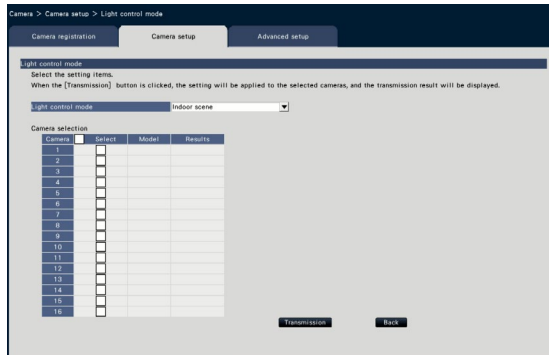 Camera > Camera setup > Light control mode
Camera registration Camera setup Advanced setup
Light control mode
Select the setting items.
When the [Transmission] button is clicked, the setting will be applied to the selected cameras, and the transmission result will be displayed.
Light control mode Indoor scene
Camera selection
Camera Select Model Results
1
2
3
4
5
6
7
8
9
10
11
12
13
14
15
16
Transmission Back